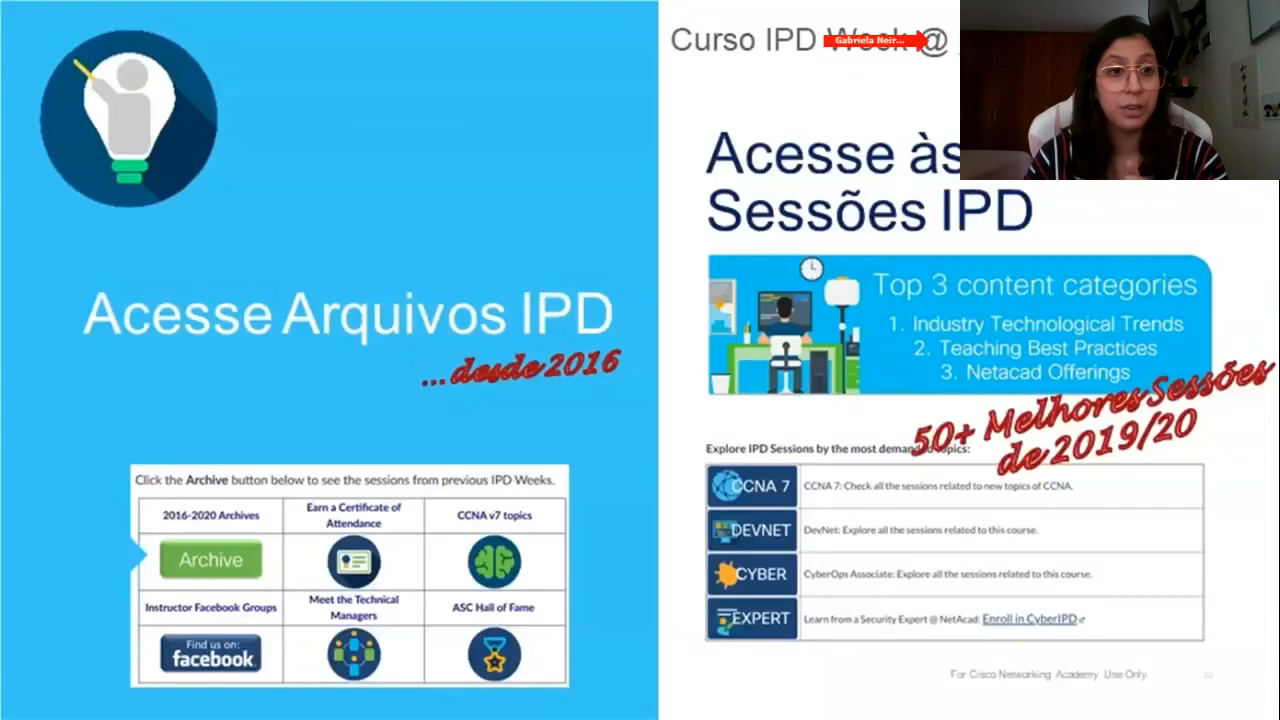 Acesse Arquivos IPD
...desde 2016
Click the Archive button below to see the sessions from previous IPD Weeks.
2016-2020 Archives
Earn a Certificate of
Attendance
CCNA v7 topics
Archive
Instructor Facebook Groups
Meet the Technical
Managers
ASC Hall of Fame
Find us on:
facebook.
Curso IPD Week @
Gabriela Neir...
Acesse às
Sessões IPD
Top 3 content categories
1. Industry Technological Trends
2. Teaching Best Practices
3. Netacad Offerings
50+ Melhores Sessões
de 2019/20
Explore IPD Sessions by the most demanded topics:
CCNA 7
CCNA 7: Check all the sessions related to new topics of CCNA.
DEVNET
DevNet: Explore all the sessions related to this course.
CYBER
CyberOps Associate: Explore all the sessions related to this course.
EXPERT
Learn from a Security Expert @ NetAcad: Enroll in CyberIPD
For Cisco Networking Academy Use Only.